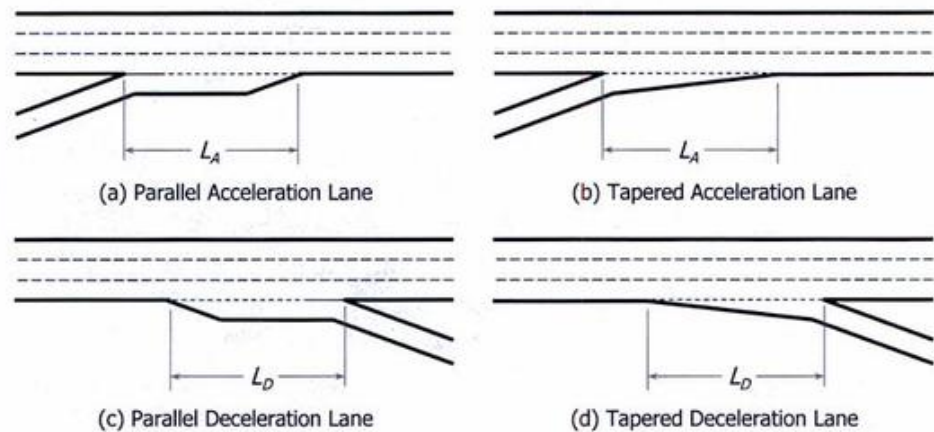 L_A
L_A
(a) Parallel Acceleration Lane
(b) Tapered Acceleration Lane
L_D
L_D
(c) Parallel Deceleration Lane
(d) Tapered Deceleration Lane